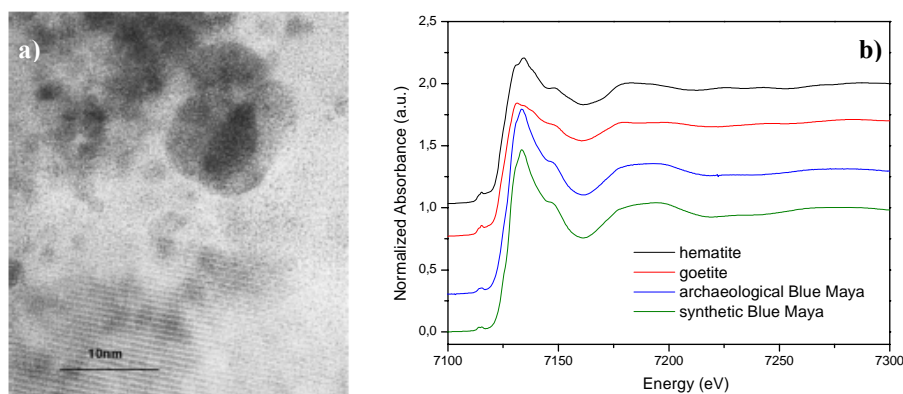 a)
10nm
b)
Normalized Absorbance (a.u.)
2,5
2,0
1,5
1,0
0,5
0,0
7100 7150 7200 7250 7300
Energy (eV)
hematite
goetite
archaeological Blue Maya
synthetic Blue Maya